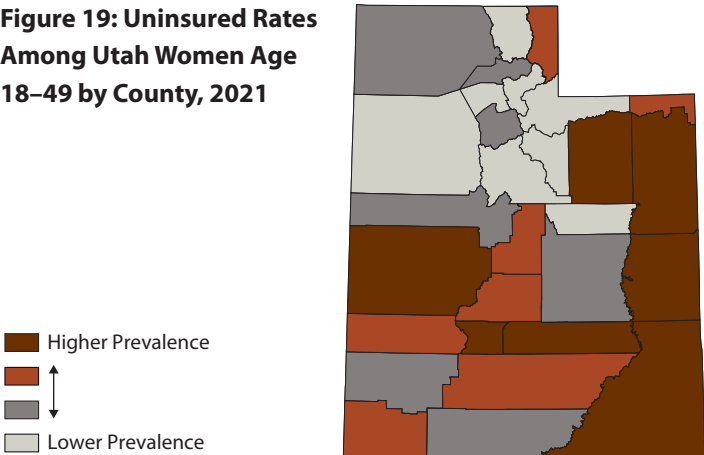 Figure 19: Uninsured Rates
Among Utah Women Age
18–49 by County, 2021
Higher Prevalence
Lower Prevalence